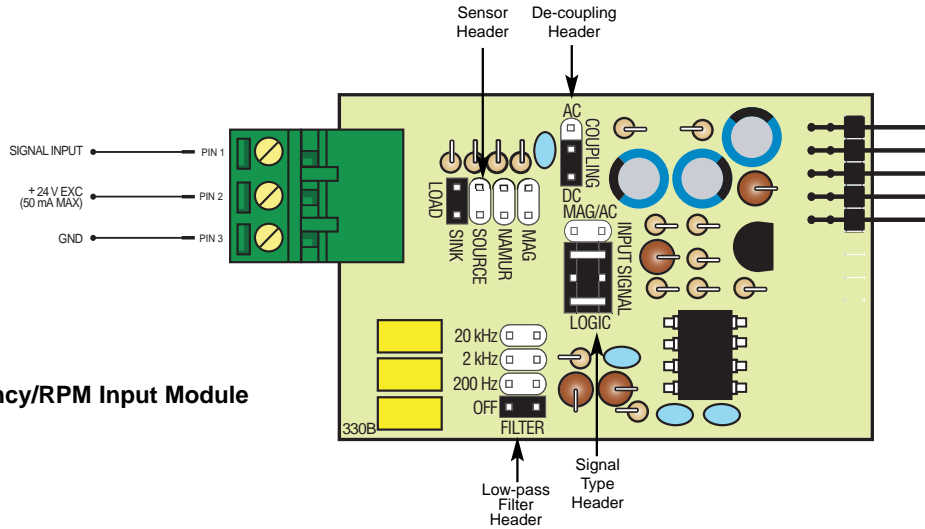 Sensor
Header
De-coupling
Header
AC
COUPLING
DC
SIGNAL INPUT
PIN 1
+ 24 V EXC
(50 mA MAX)
PIN 2
GND
PIN 3
LOAD
SINK
SOURCE
NAMUR
MAG
MAG/AC
INPUT SIGNAL
LOGIC
20 kHz
2 kHz
200 Hz
OFF
FILTER
330B
ncy/RPM Input Module
Low-pass
Filter
Header
Signal
Type
Header